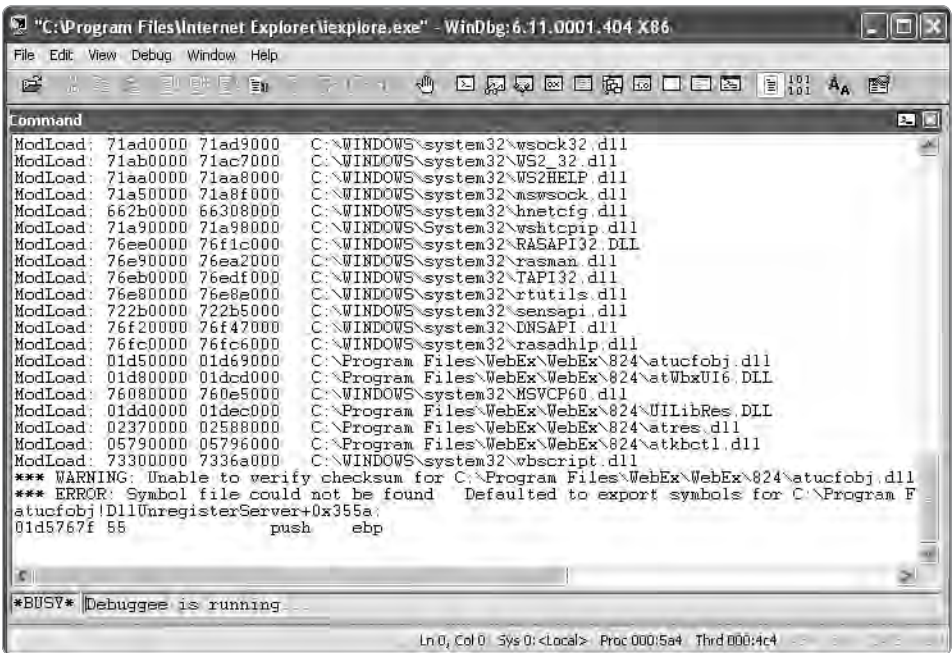 "C:\Program Files\Internet Explorer\iexplore.exe" - WinDbg:6.11.0001.404 X86
File Edit View Debug Window Help
101
101
AA
Command
ModLoad: 71ad0000 71ad9000 C:\WINDOWS\system32\wsock32.dll
ModLoad: 71ab0000 71ac7000 C:\WINDOWS\system32\WS2_32.dll
ModLoad: 71aa0000 71aa8000 C:\WINDOWS\system32\WS2HELP.dll
ModLoad: 71a50000 71a8f000 C:\WINDOWS\system32\mswsock.dll
ModLoad: 662b0000 66308000 C:\WINDOWS\system32\hnetcfg.dll
ModLoad: 71a90000 71a98000 C:\WINDOWS\System32\wshtcpip.dll
ModLoad: 76ee0000 76f1c000 C:\WINDOWS\system32\RASAPI32.DLL
ModLoad: 76e90000 76ea2000 C:\WINDOWS\system32\rasman.dll
ModLoad: 76eb0000 76edf000 C:\WINDOWS\system32\TAPI32.dll
ModLoad: 76e80000 76e8e000 C:\WINDOWS\system32\rtutils.dll
ModLoad: 722b0000 722b5000 C:\WINDOWS\system32\sensapi.dll
ModLoad: 76f20000 76f47000 C:\WINDOWS\system32\DNSAPI.dll
ModLoad: 76fc0000 76fc6000 C:\WINDOWS\system32\rasadhlp.dll
ModLoad: 01d50000 01d69000 C:\Program Files\WebEx\WebEx\824\atucfobj.dll
ModLoad: 01d80000 01dcd000 C:\Program Files\WebEx\WebEx\824\atWbxUI6.DLL
ModLoad: 76080000 760e5000 C:\WINDOWS\system32\MSVCP60.dll
ModLoad: 01dd0000 01dec000 C:\Program Files\WebEx\WebEx\824\UILibRes.DLL
ModLoad: 02370000 02588000 C:\Program Files\WebEx\WebEx\824\atres.dll
ModLoad: 05790000 05796000 C:\Program Files\WebEx\WebEx\824\atkbctl.dll
ModLoad: 73300000 7336a000 C:\WINDOWS\system32\vbscript.dll
*** WARNING: Unable to verify checksum for C:\Program Files\WebEx\WebEx\824\atucfobj.dll
*** ERROR: Symbol file could not be found. Defaulted to export symbols for C:\Program F
atucfobj!DllUnregisterServer+0x355a:
01d5767f 55 push ebp
*BUSY* Debuggee is running...
Ln 0, Col 0 Sys 0:<Local> Proc 000:5a4 Thrd 000:4c4